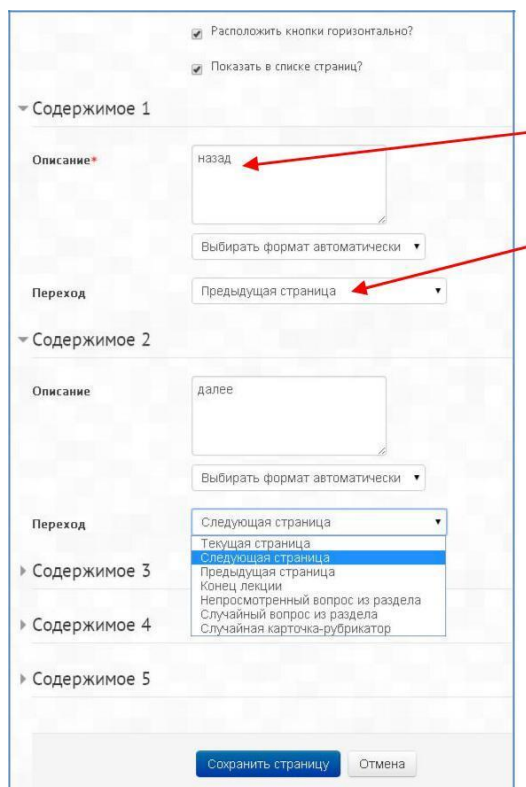 Расположить кнопки горизонтально?
Показать в списке страниц?
Содержимое 1
Описание*
назад
Выбирать формат автоматически
Переход
Предыдущая страница
Содержимое 2
Описание
далее
Выбирать формат автоматически
Переход
Следующая страница
Текущая страница
Следующая страница
Предыдущая страница
Конец лекции
Непросмотренный вопрос из раздела
Случайный вопрос из раздела
Случайная карточка-рубрикатор
Содержимое 3
Содержимое 4
Содержимое 5
Сохранить страницу
Отмена